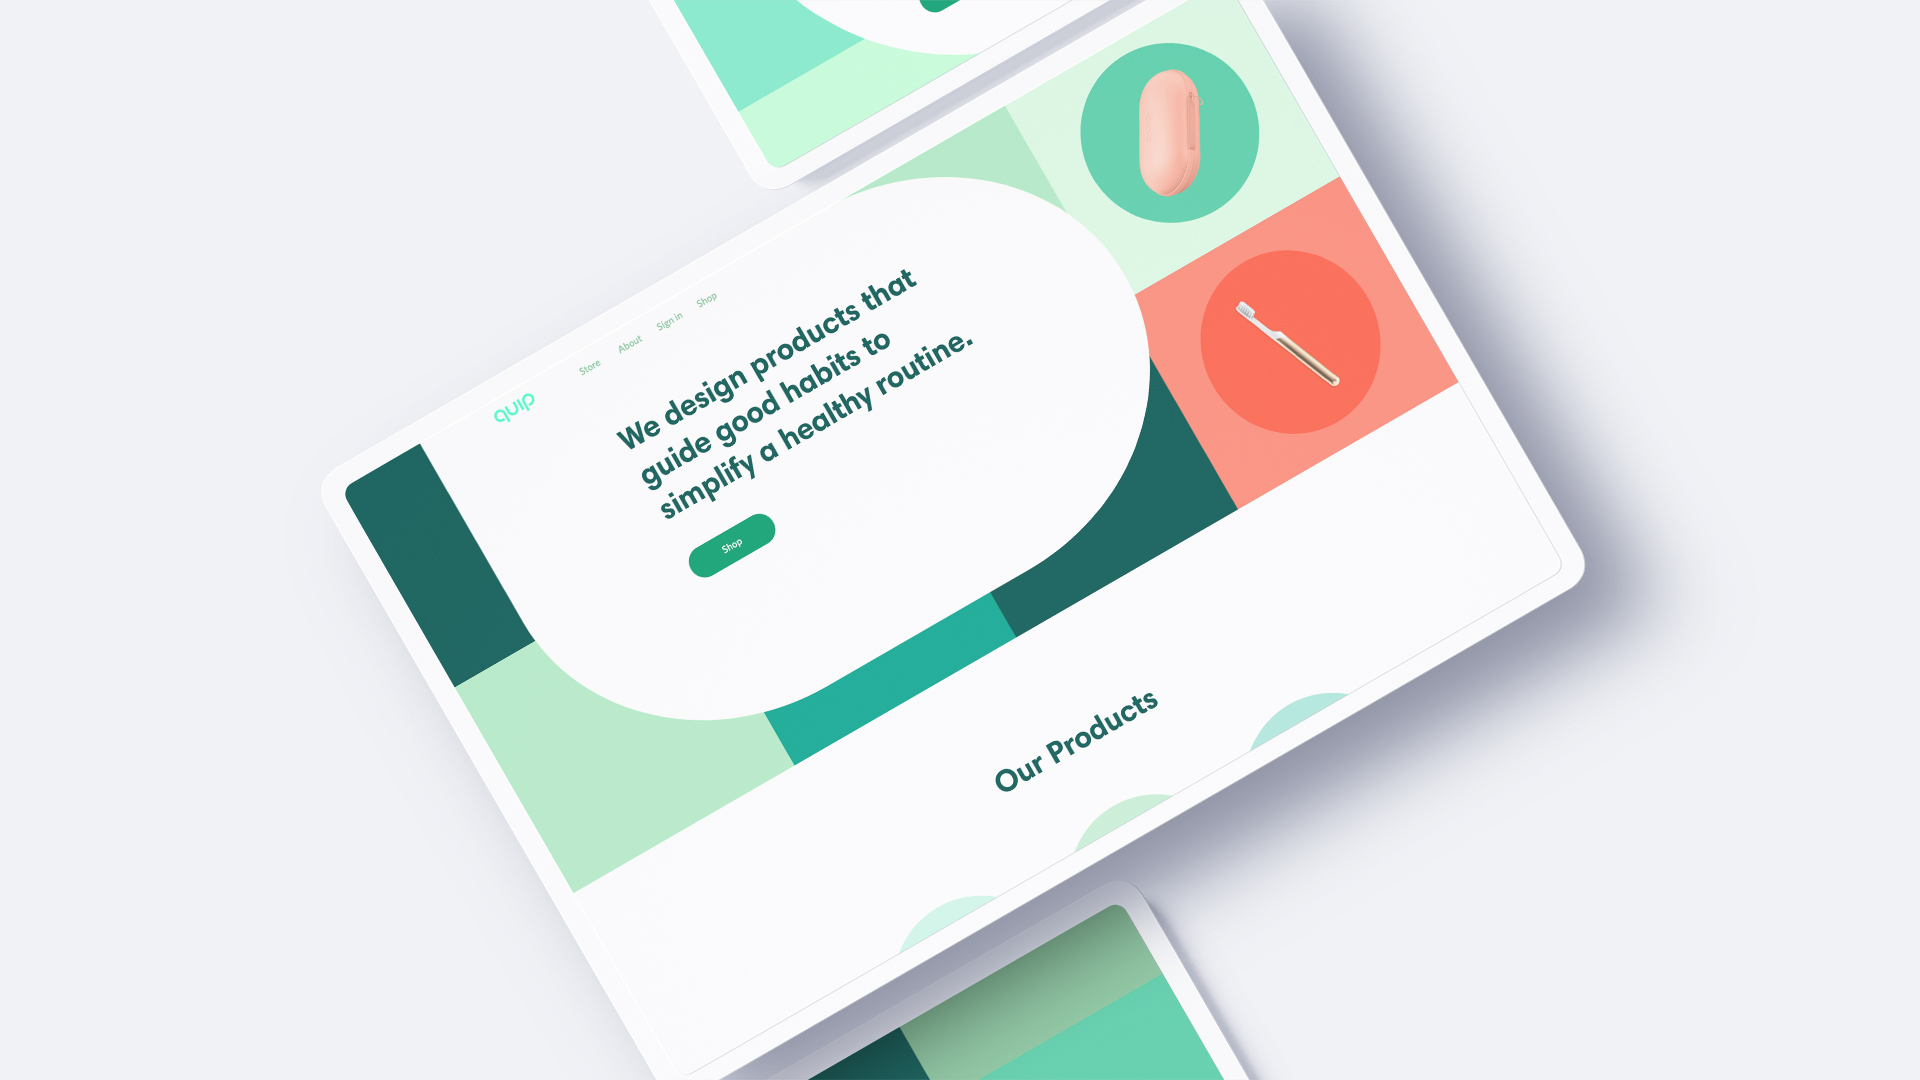 quip
Store About Sign in Shop
We design products that
guide good habits to
simplify a healthy routine.
Shop
Our Products